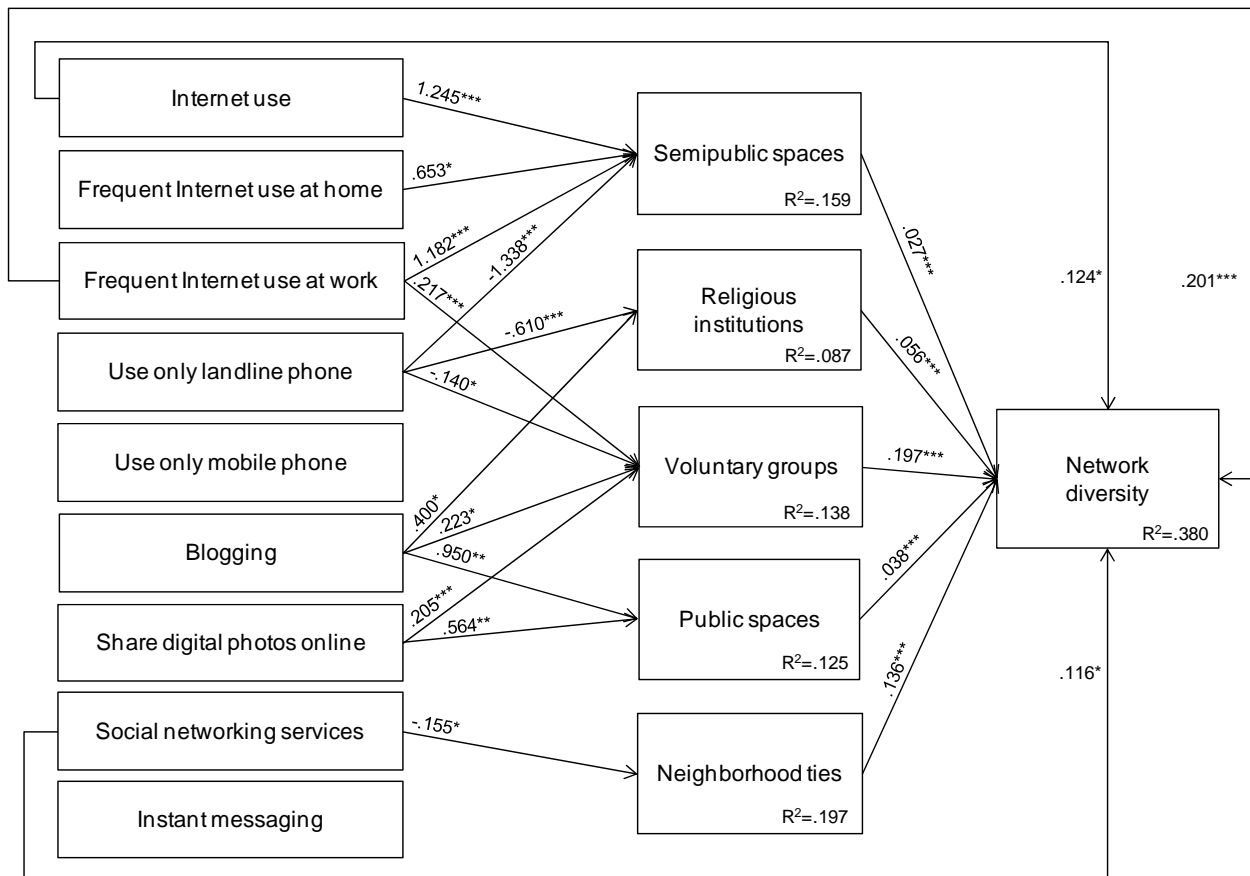 Internet use
Frequent Internet use at home
Frequent Internet use at work
Use only landline phone
Use only mobile phone
Blogging
Share digital photos online
Social networking services
Instant messaging
1.245***
.653*
1.182***
.217***
-1.338***
-.610***
-.140*
.400*
.223*
.950**
.205***
.564**
-.155*
Semipublic spaces
R²=.159
Religious
institutions
R²=.087
Voluntary groups
R²=.138
Public spaces
R²=.125
Neighborhood ties
R²=.197
.027***
.056***
.197***
.038***
.136***
.124*
.201***
.116*
Network
diversity
R²=.380